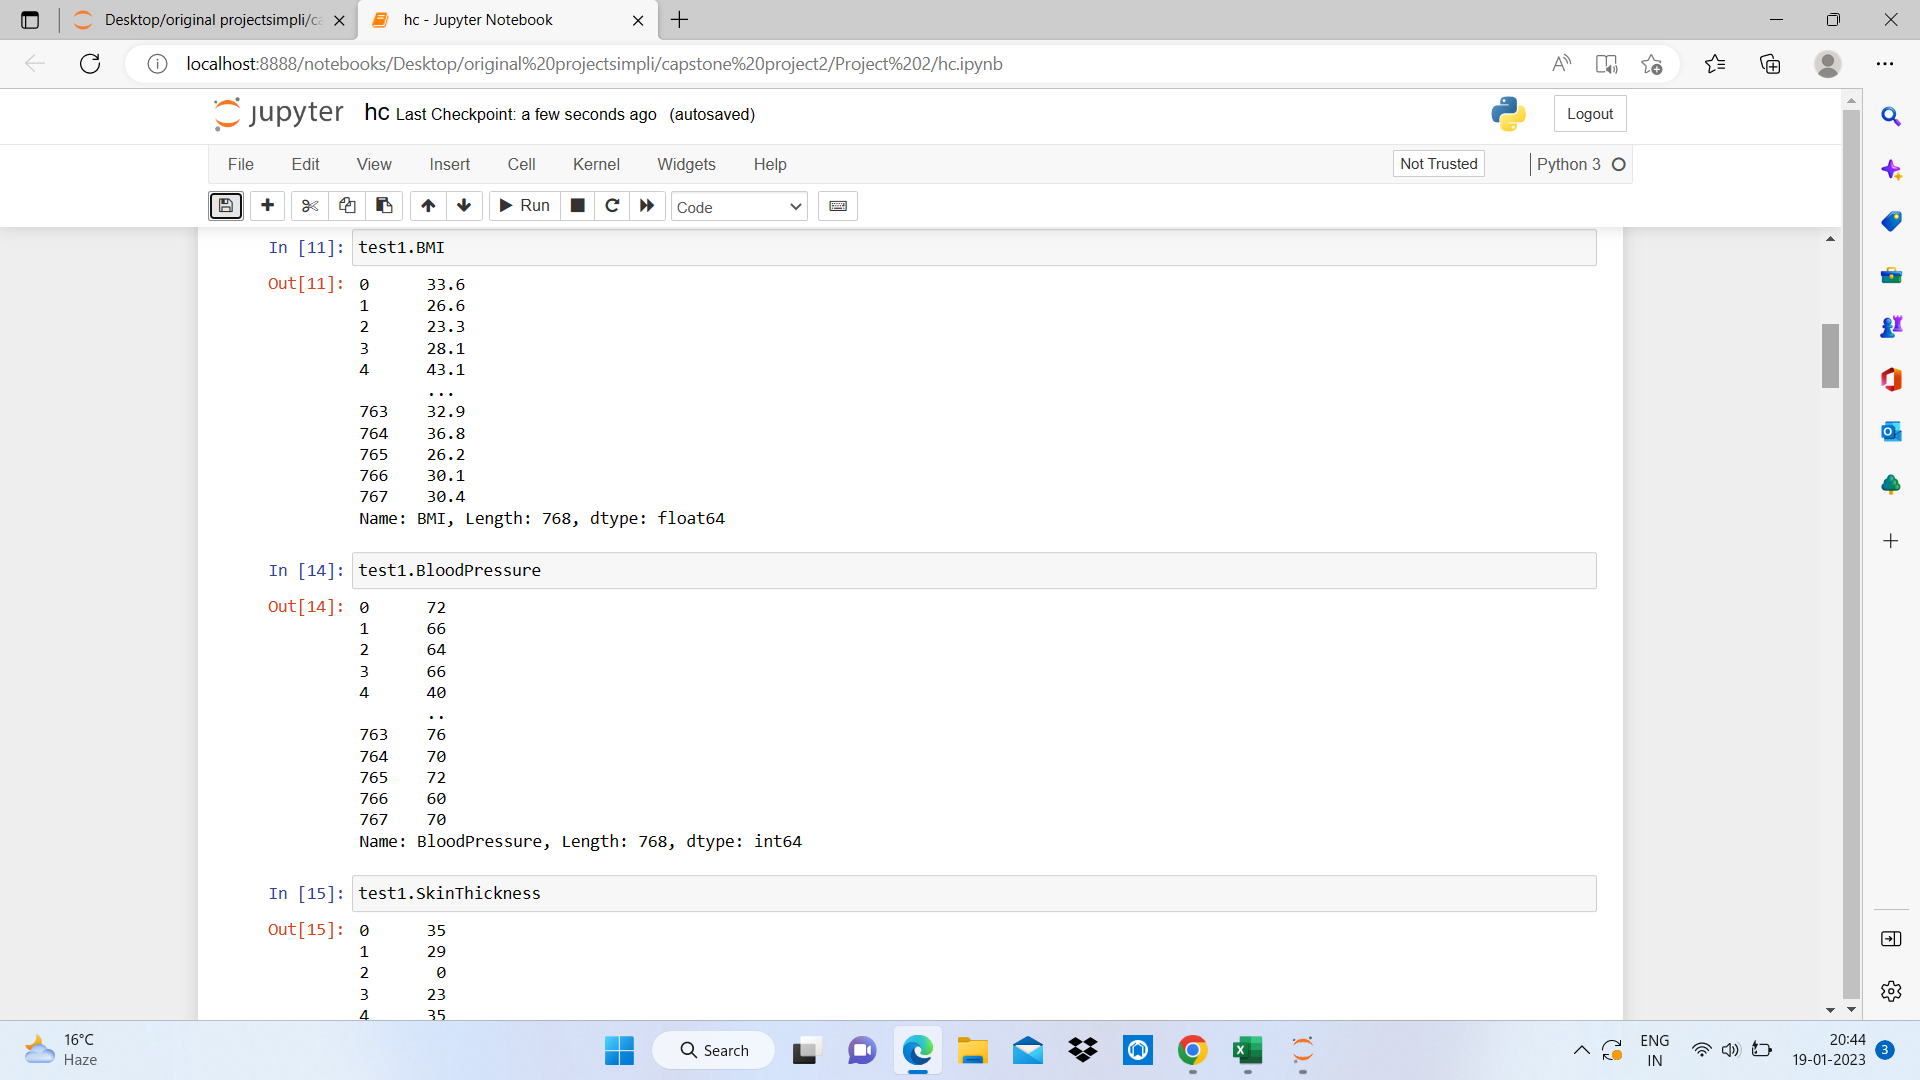 Desktop/original projectsimpli/ca
hc - Jupyter Notebook
localhost:8888/notebooks/Desktop/original%20projectsimpli/capstone%20project2/Project%202/hc.ipynb
jupyter hc Last Checkpoint: a few seconds ago (autosaved)
Logout
File Edit View Insert Cell Kernel Widgets Help
Not Trusted
Python 3
Run
Code
In [11]: test1.BMI
Out[11]: 0 33.6
1 26.6
2 23.3
3 28.1
4 43.1
...
763 32.9
764 36.8
765 26.2
766 30.1
767 30.4
Name: BMI, Length: 768, dtype: float64
In [14]: test1.BloodPressure
Out[14]: 0 72
1 66
2 64
3 66
4 40
..
763 76
764 70
765 72
766 60
767 70
Name: BloodPressure, Length: 768, dtype: int64
In [15]: test1.SkinThickness
Out[15]: 0 35
1 29
2 0
3 23
4 35
16°C
Haze
Search
ENG
IN
20:44
19-01-2023
3